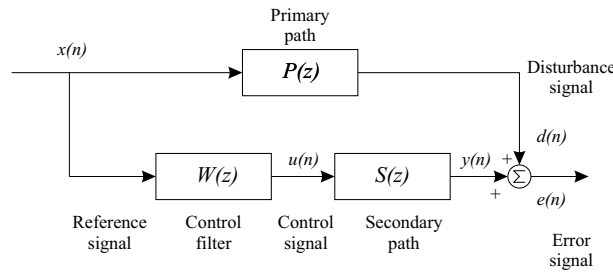 Primary
path
x(n)
P(z)
Disturbance
signal
d(n)
W(z)
u(n)
S(z)
y(n)
+
Σ
+
e(n)
Reference
signal
Control
filter
Control
signal
Secondary
path
Error
signal